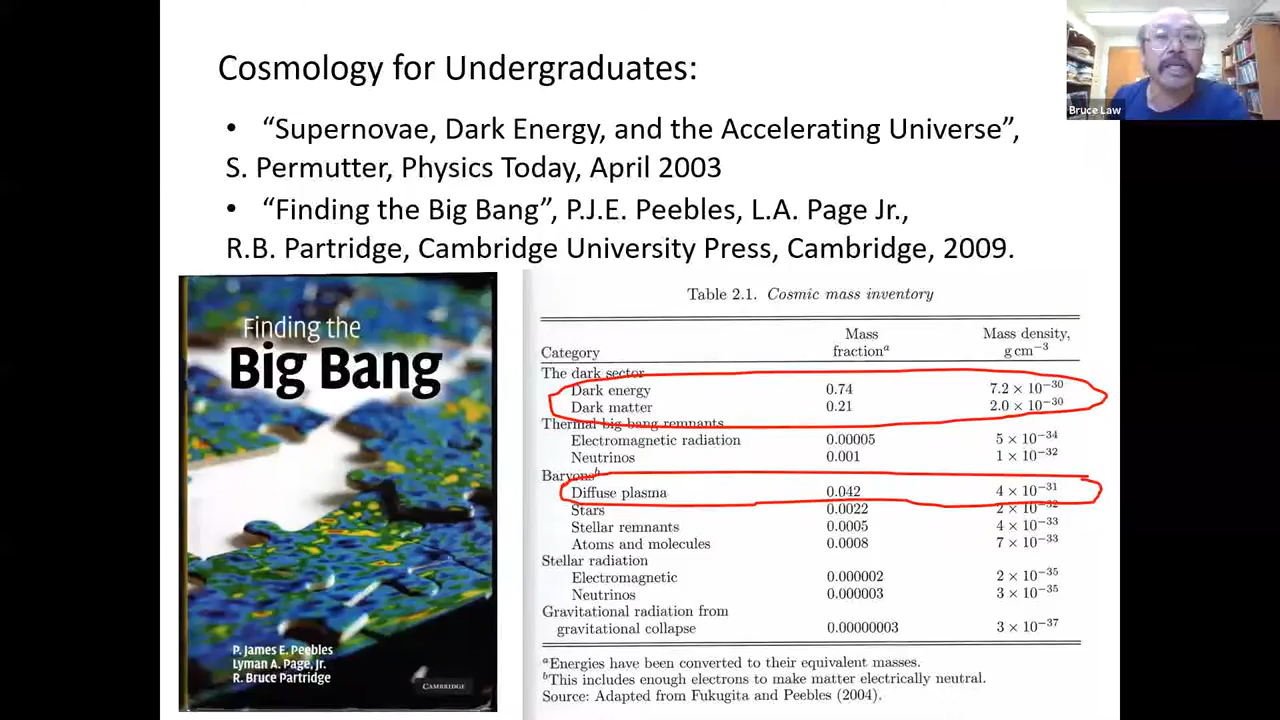 Cosmology for Undergraduates:
• “Supernovae, Dark Energy, and the Accelerating Universe”,
S. Permutter, Physics Today, April 2003
• “Finding the Big Bang”, P.J.E. Peebles, L.A. Page Jr.,
R.B. Partridge, Cambridge University Press, Cambridge, 2009.
Bruce Law
Finding the
Big Bang
P. James E. Peebles
Lyman A. Page, Jr.
R. Bruce Partridge
CAMBRIDGE
Table 2.1. Cosmic mass inventory
Mass Mass density,
Category fractionᵃ g cm⁻³
The dark sector
Dark energy 0.74 7.2 × 10⁻³⁰
Dark matter 0.21 2.0 × 10⁻³⁰
Thermal big bang remnants
Electromagnetic radiation 0.00005 5 × 10⁻³⁴
Neutrinos 0.001 1 × 10⁻³²
Baryonsᵇ
Diffuse plasma 0.042 4 × 10⁻³¹
Stars 0.0022 2 × 10⁻³²
Stellar remnants 0.0005 4 × 10⁻³³
Atoms and molecules 0.0008 7 × 10⁻³³
Stellar radiation
Electromagnetic 0.000002 2 × 10⁻³⁵
Neutrinos 0.000003 3 × 10⁻³⁵
Gravitational radiation from
gravitational collapse 0.00000003 3 × 10⁻³⁷
ᵃEnergies have been converted to their equivalent masses.
ᵇThis includes enough electrons to make matter electrically neutral.
Source: Adapted from Fukugita and Peebles (2004).